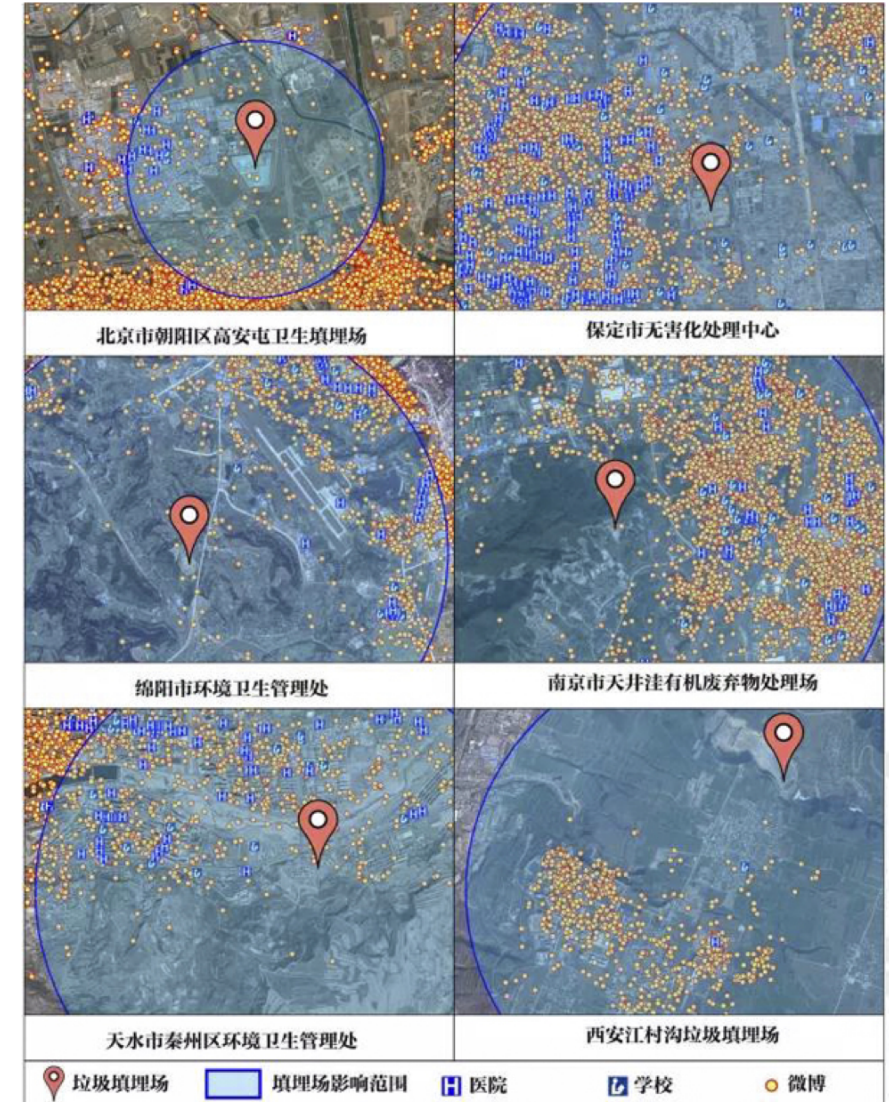 北京市朝阳区高安屯卫生填埋场
保定市无害化处理中心
绵阳市环境卫生管理处
南京市天井洼有机废弃物处理场
天水市秦州区环境卫生管理处
西安江村沟垃圾填埋场
垃圾填埋场 填埋场影响范围 H 医院 学校 微博